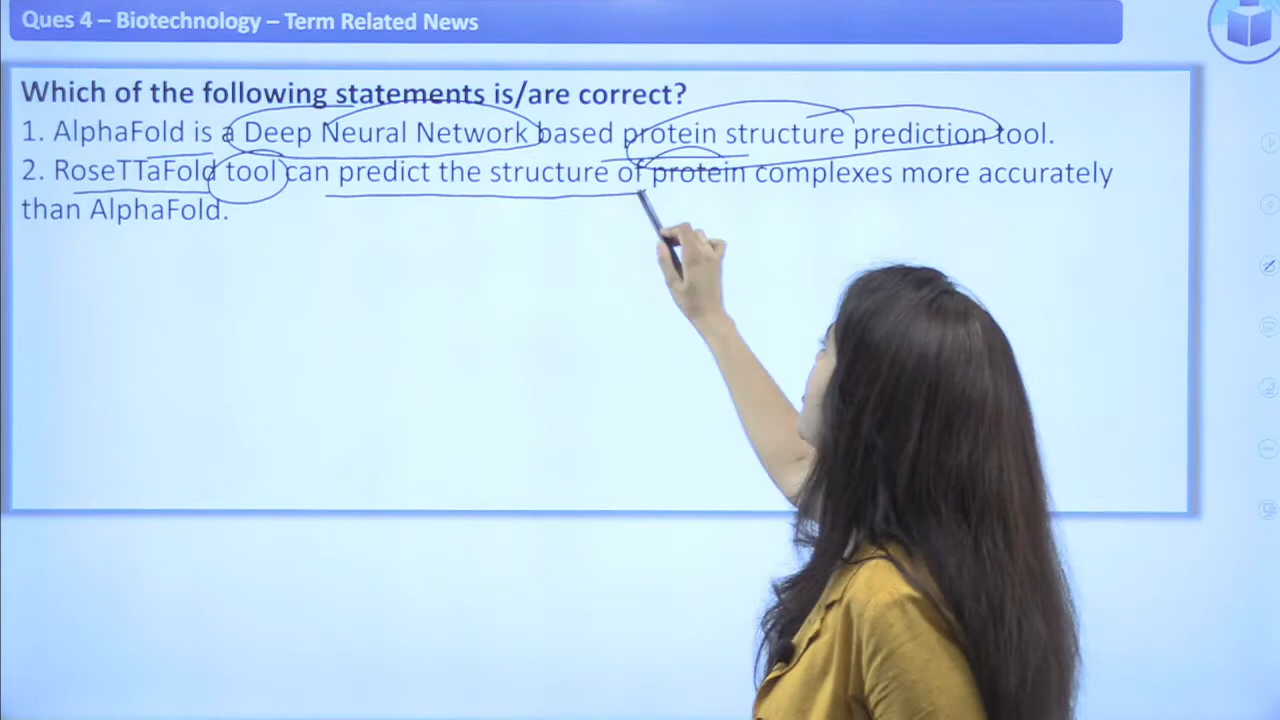 Ques 4 – Biotechnology – Term Related News
Which of the following statements is/are correct?
1. AlphaFold is a Deep Neural Network based protein structure prediction tool.
2. RoseTTaFold tool can predict the structure of protein complexes more accurately
than AlphaFold.